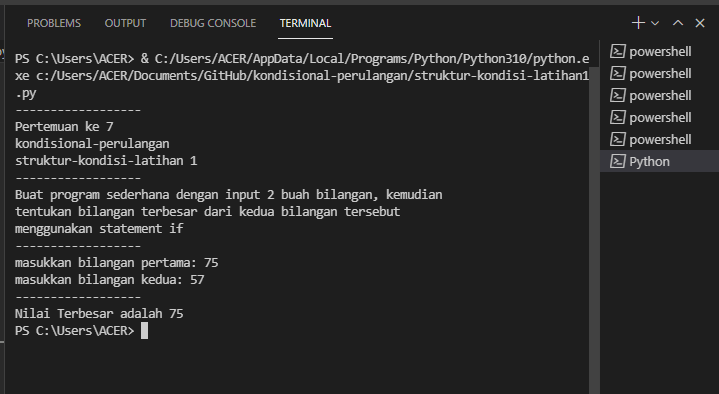 PROBLEMS
OUTPUT
DEBUG CONSOLE
TERMINAL
PS C:\Users\ACER> & C:/Users/ACER/AppData/Local/Programs/Python/Python310/python.e
xe c:/Users/ACER/Documents/GitHub/kondisional-perulangan/struktur-kondisi-latihan1
.py
------------------
Pertemuan ke 7
kondisional-perulangan
struktur-kondisi-latihan 1
------------------
Buat program sederhana dengan input 2 buah bilangan, kemudian
tentukan bilangan terbesar dari kedua bilangan tersebut
menggunakan statement if
------------------
masukkan bilangan pertama: 75
masukkan bilangan kedua: 57
------------------
Nilai Terbesar adalah 75
PS C:\Users\ACER>
powershell
powershell
powershell
powershell
powershell
Python